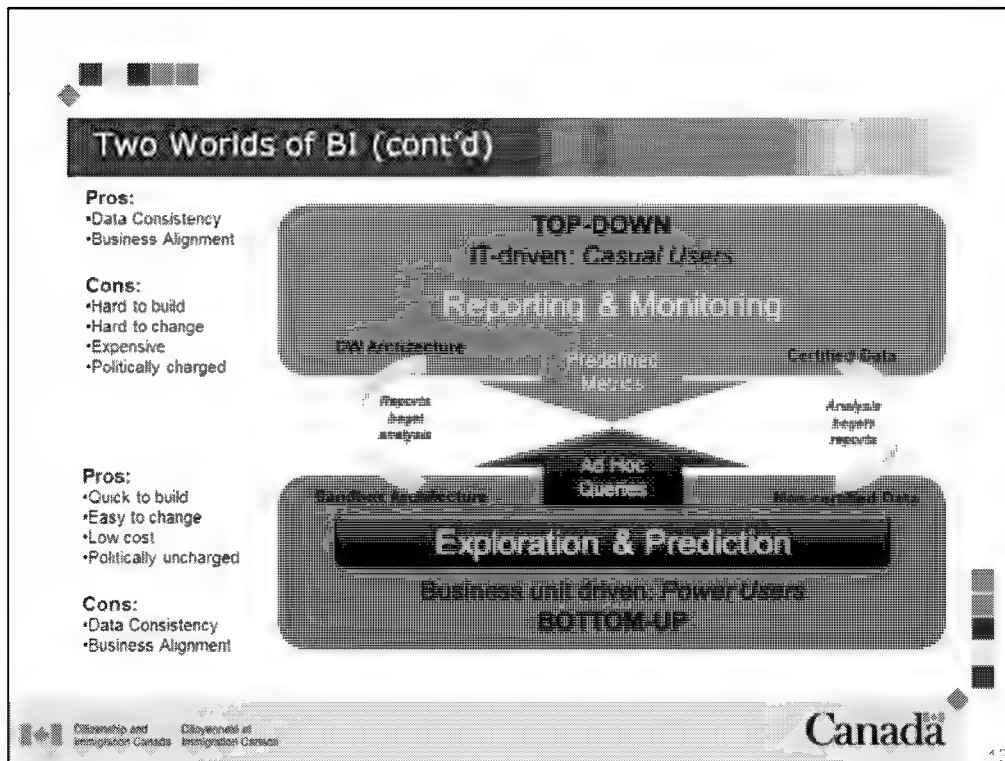 Two Worlds of BI (cont'd)
Pros:
•Data Consistency
•Business Alignment
Cons:
•Hard to build
•Hard to change
•Expensive
•Politically charged
TOP-DOWN
IT-driven: Casual Users
Reporting & Monitoring
DW Architecture
Predefined
Metrics
Certified Data
Reports
beget
analysis
Analysis
begets
reports
Ad Hoc
Queries
Pros:
•Quick to build
•Easy to change
•Low cost
•Politically uncharged
Cons:
•Data Consistency
•Business Alignment
Sandbox Architecture
Non-certified Data
Exploration & Prediction
Business unit driven: Power Users
BOTTOM-UP
Citizenship and
Immigration Canada
Citoyenneté et
Immigration Canada
Canada